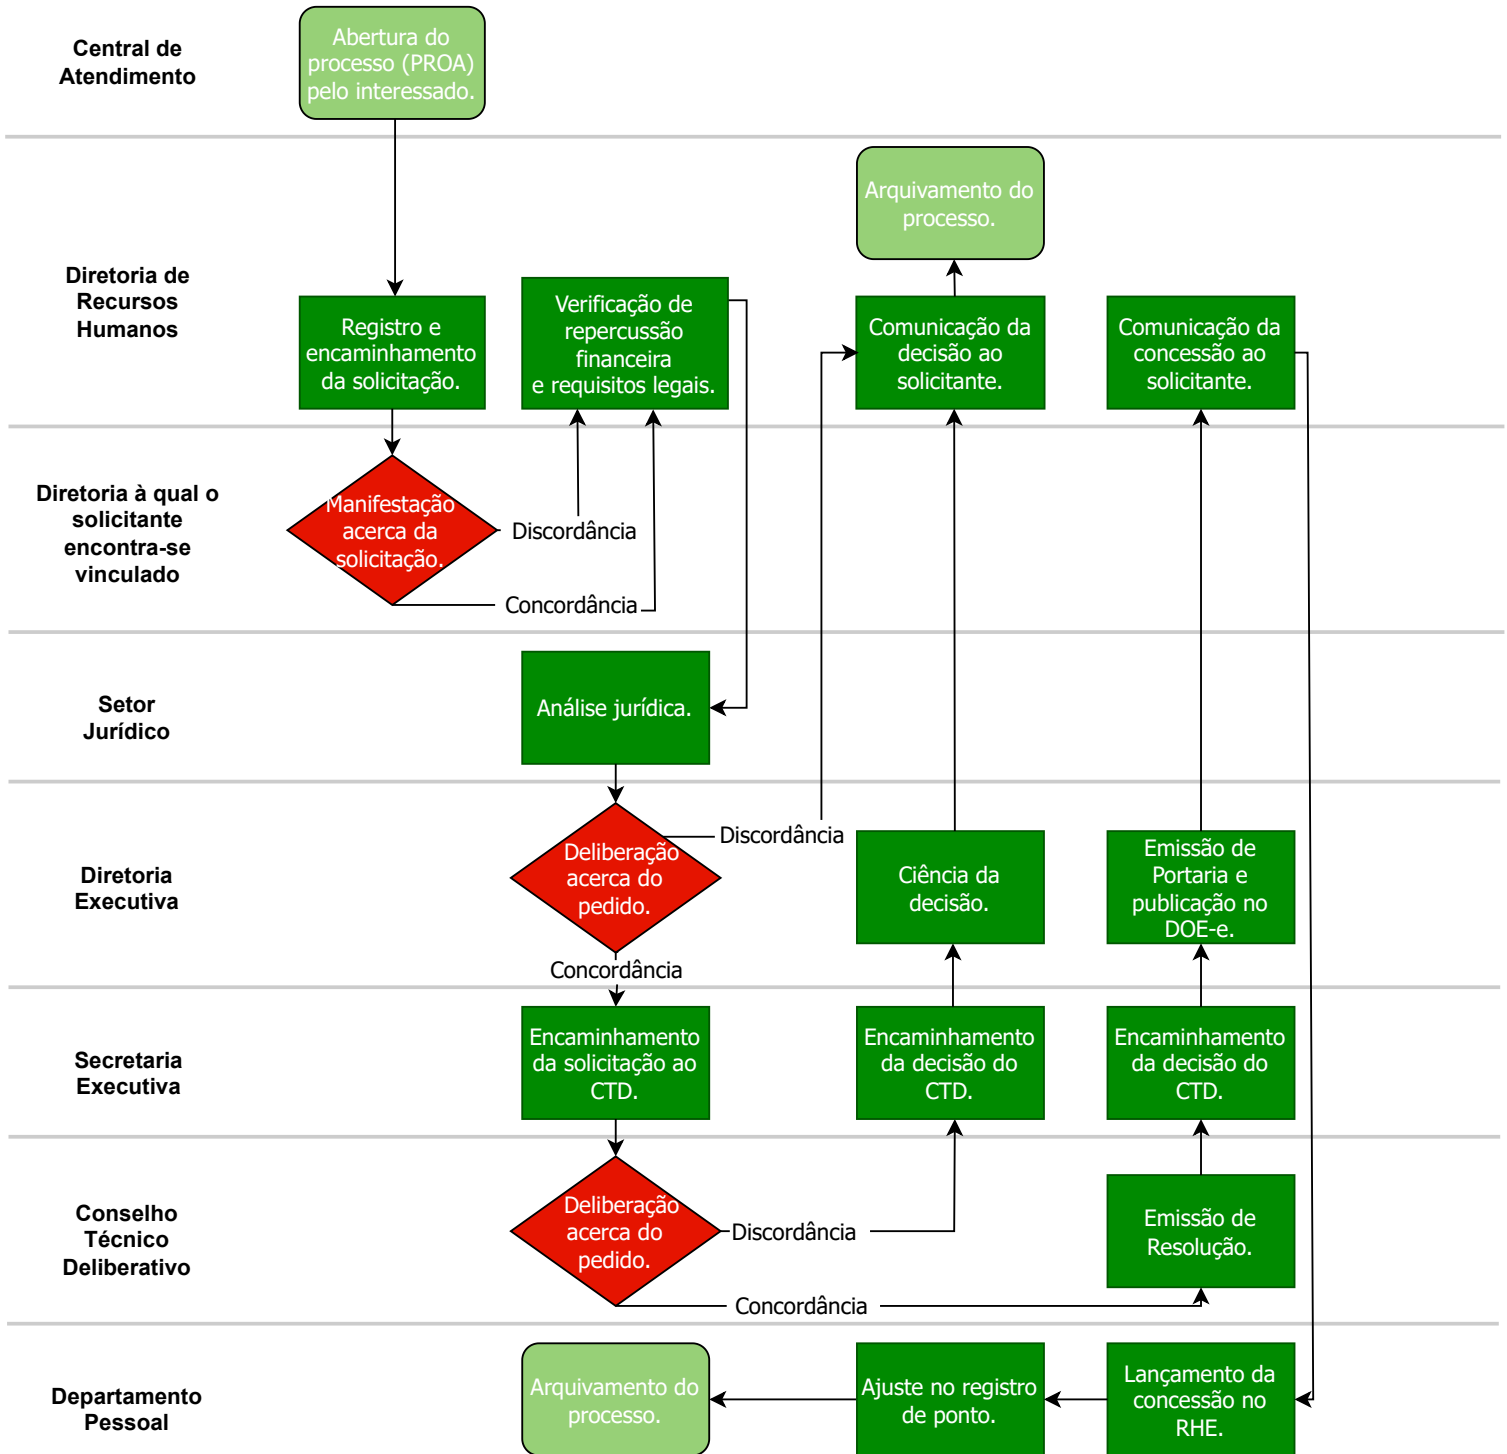 Central de
Atendimento
Abertura do
processo (PROA)
pelo interessado.
Diretoria de
Recursos
Humanos
Registro e
encaminhamento
da solicitação.
Verificação de
repercussão
financeira
e requisitos legais.
Arquivamento do
processo.
Comunicação da
decisão ao
solicitante.
Comunicação da
concessão ao
solicitante.
Diretoria à qual o
solicitante
encontra-se
vinculado
Manifestação
acerca da
solicitação.
Discordância
Concordância
Setor
Jurídico
Análise jurídica.
Diretoria
Executiva
Deliberação
acerca do
pedido.
Discordância
Concordância
Ciência da
decisão.
Emissão de
Portaria e
publicação no
DOE-e.
Secretaria
Executiva
Encaminhamento
da solicitação ao
CTD.
Encaminhamento
da decisão do
CTD.
Encaminhamento
da decisão do
CTD.
Conselho
Técnico
Deliberativo
Deliberação
acerca do
pedido.
Discordância
Concordância
Emissão de
Resolução.
Departamento
Pessoal
Arquivamento do
processo.
Ajuste no registro
de ponto.
Lançamento da
concessão no
RHE.